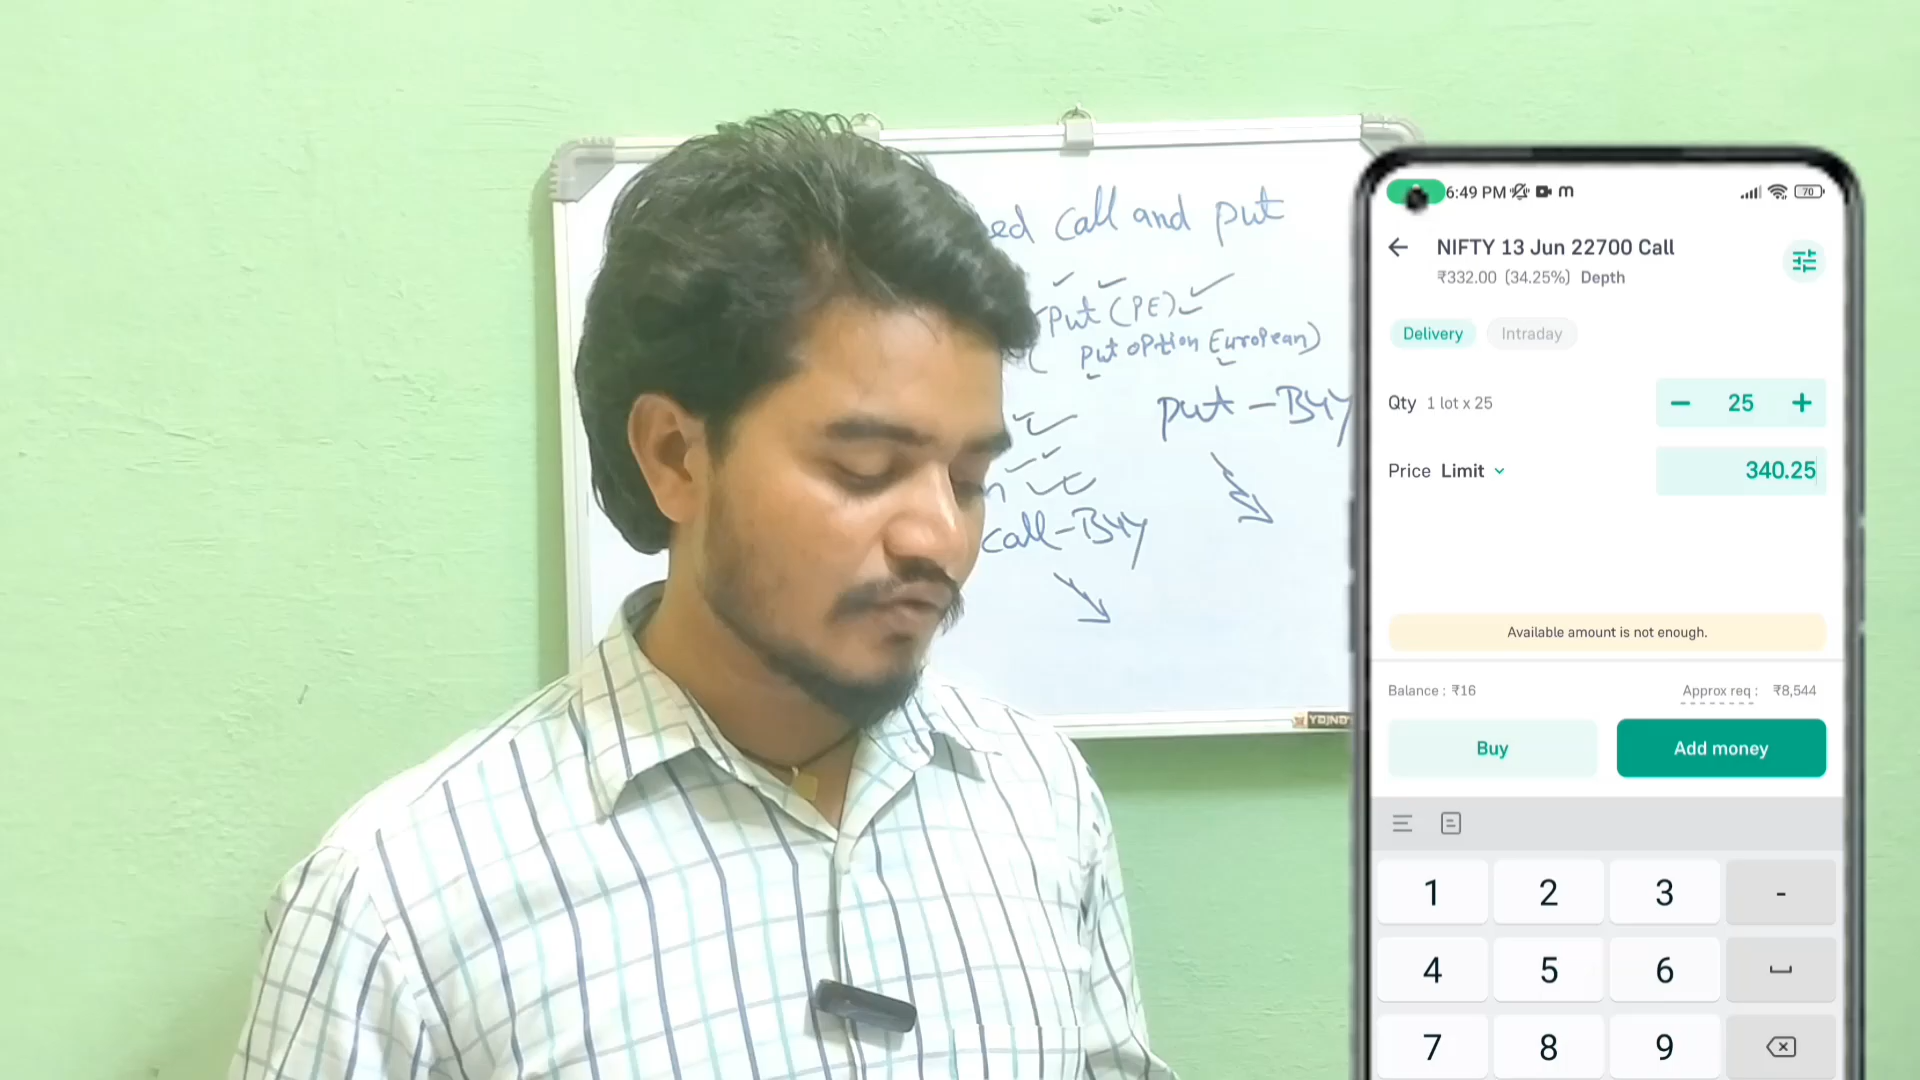 ed call and put
Put (PE)
( Put option European)
put - Buy
n
call - Buy
6:49 PM m 70
NIFTY 13 Jun 22700 Call
₹332.00 (34.25%) Depth
Delivery Intraday
Qty 1 lot x 25 − 25 +
Price Limit 340.25
Available amount is not enough.
Balance : ₹16 Approx req : ₹8,544
Buy Add money
1 2 3 -
4 5 6
7 8 9